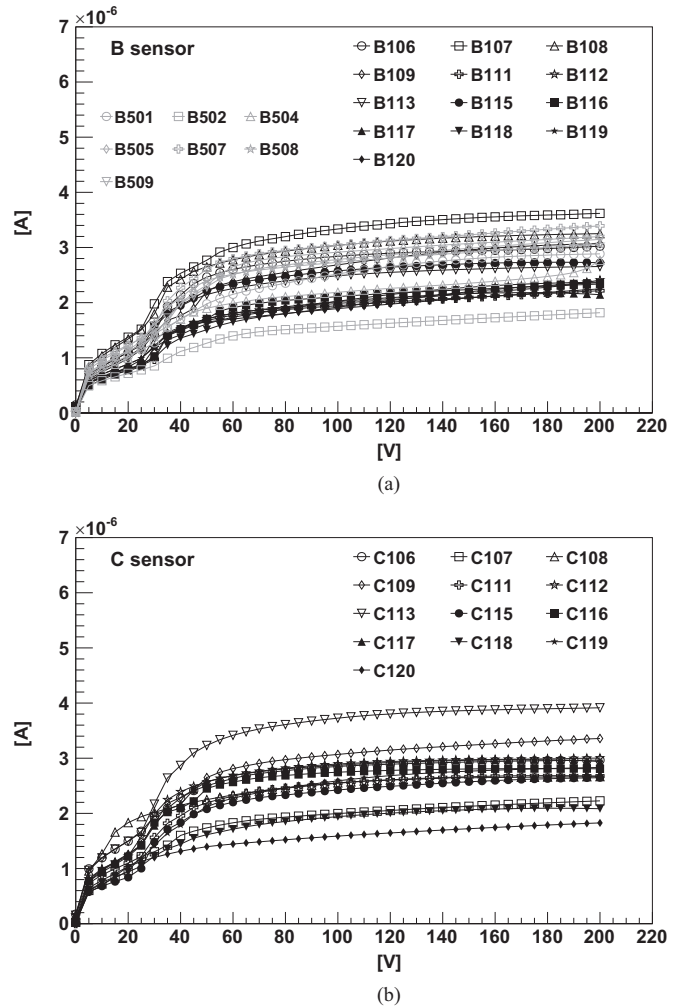 ×10⁻⁶
7
B sensor
B106 B107 B108
B109 B111 B112
B113 B115 B116
B117 B118 B119
B120
B501 B502 B504
B505 B507 B508
B509
6
5
4
3
2
1
0
[A]
0 20 40 60 80 100 120 140 160 180 200 220
[V]
(a)
×10⁻⁶
7
C sensor
C106 C107 C108
C109 C111 C112
C113 C115 C116
C117 C118 C119
C120
6
5
4
3
2
1
0
[A]
0 20 40 60 80 100 120 140 160 180 200 220
[V]
(b)